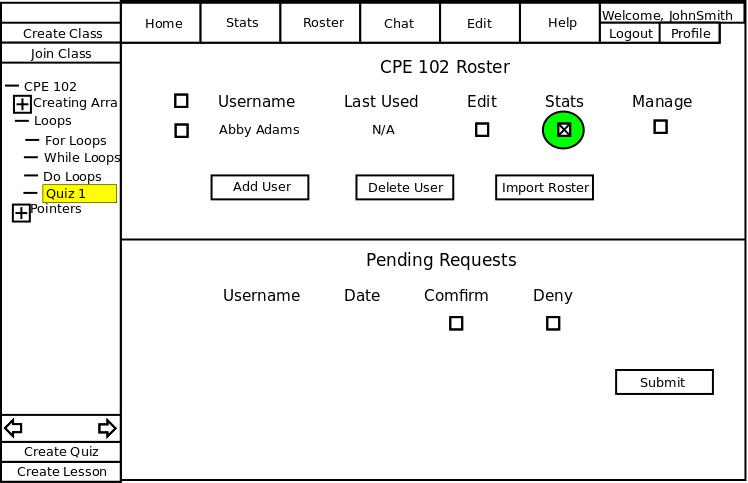 Create Class
Join Class
Home Stats Roster Chat Edit Help
Welcome, JohnSmith
Logout Profile
CPE 102
Creating Arra
Loops
For Loops
While Loops
Do Loops
Quiz 1
Pointers
Create Quiz
Create Lesson
CPE 102 Roster
Username Last Used Edit Stats Manage
Abby Adams N/A
Add User Delete User Import Roster
Pending Requests
Username Date Comfirm Deny
Submit